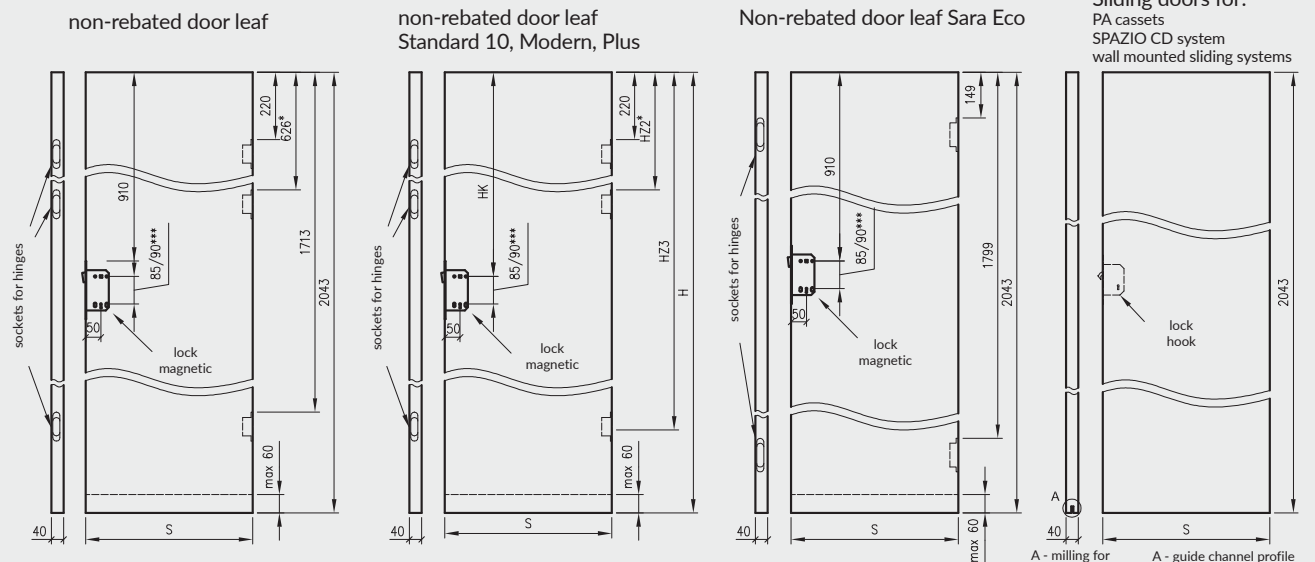 non-rebated door leaf
220
626*
910
85/90***
1713
2043
50
sockets for hinges
lock
magnetic
max 60
40
S
non-rebated door leaf
Standard 10, Modern, Plus
220
HZ2*
HK
85/90***
HZ3
H
50
sockets for hinges
lock
magnetic
max 60
40
S
Non-rebated door leaf Sara Eco
149
910
85/90***
1799
2043
50
sockets for hinges
lock
magnetic
max 60
40
S
Sliding doors for:
PA cassets
SPAZIO CD system
wall mounted sliding systems
2043
lock
hook
A
40
S
A - milling for
A - guide channel profile